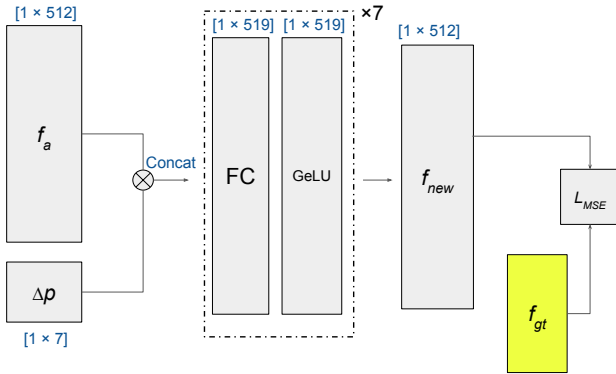 [1 × 512]
f_a
Δp
[1 × 7]
Concat
[1 × 519] [1 × 519]
×7
FC
GeLU
[1 × 512]
f_new
L_MSE
f_gt